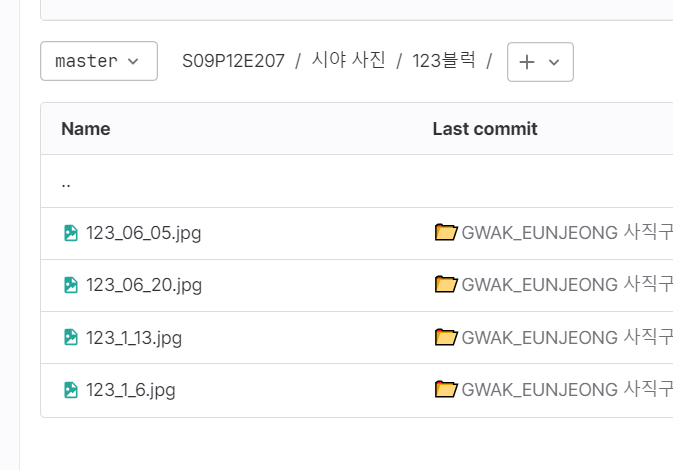 master S09P12E207 / 시야 사진 / 123블럭 / +
Name Last commit
..
123_06_05.jpg GWAK_EUNJEONG 사직구
123_06_20.jpg GWAK_EUNJEONG 사직구
123_1_13.jpg GWAK_EUNJEONG 사직구
123_1_6.jpg GWAK_EUNJEONG 사직구